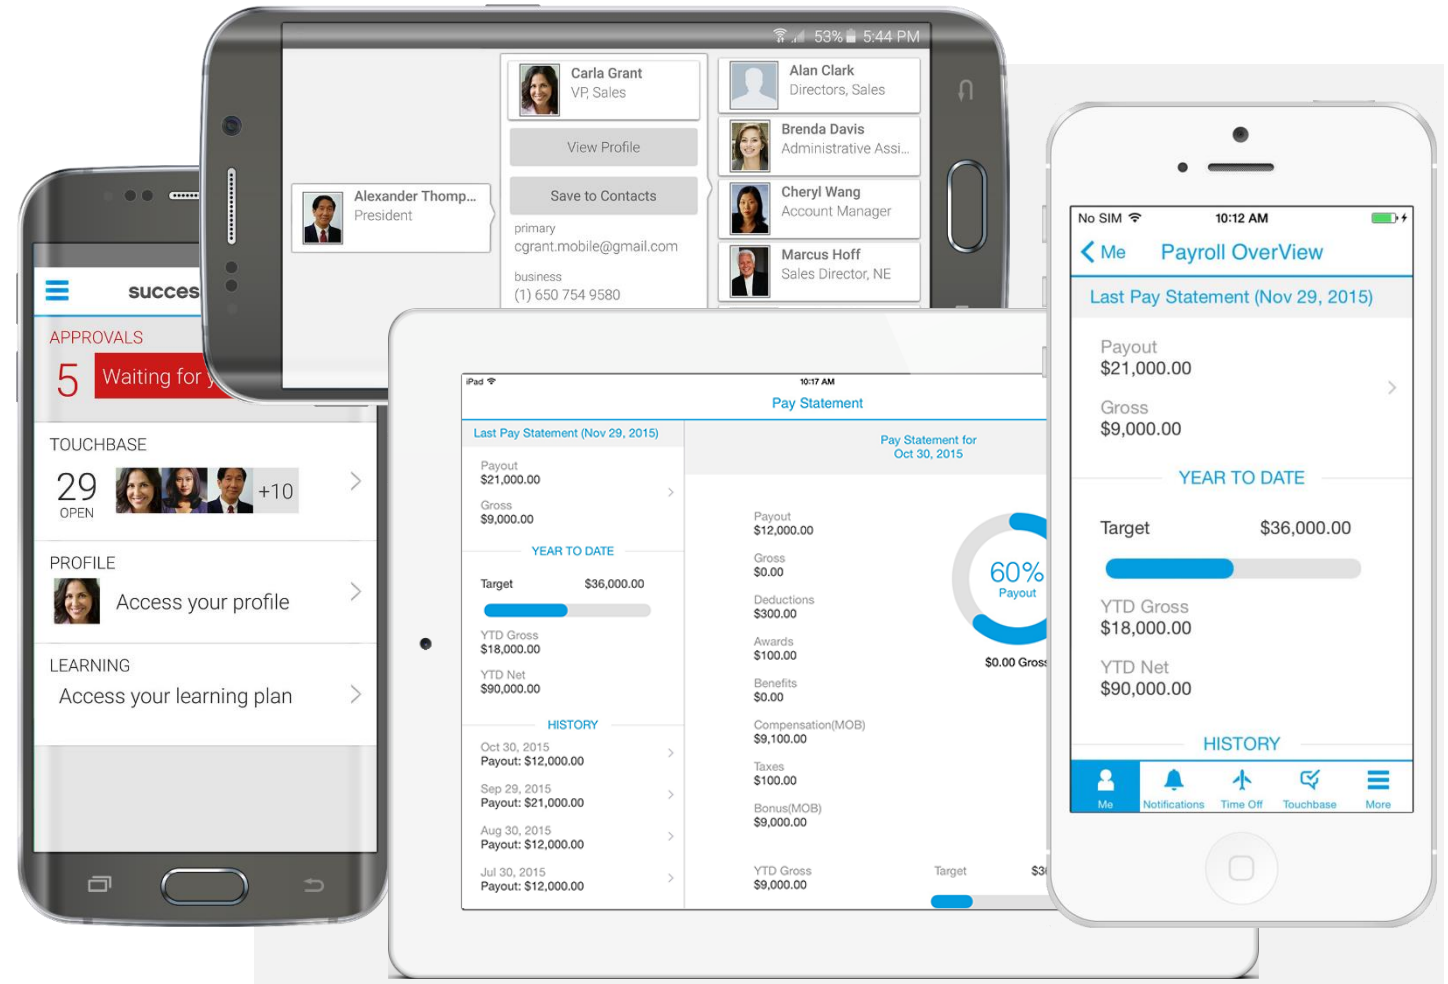 53% 5:44 PM
Carla Grant
VP, Sales
View Profile
Save to Contacts
primary
cgrant.mobile@gmail.com
business
(1) 650 754 9580
Alexander Thomp...
President
Alan Clark
Directors, Sales
Brenda Davis
Administrative Assi...
Cheryl Wang
Account Manager
Marcus Hoff
Sales Director, NE
succes
APPROVALS
5 Waiting for
TOUCHBASE
29
OPEN
+10
PROFILE
Access your profile
LEARNING
Access your learning plan
iPad 10:17 AM
Pay Statement
Last Pay Statement (Nov 29, 2015)
Payout
$21,000.00
Gross
$9,000.00
YEAR TO DATE
Target $36,000.00
YTD Gross
$18,000.00
YTD Net
$90,000.00
HISTORY
Oct 30, 2015
Payout: $12,000.00
Sep 29, 2015
Payout: $21,000.00
Aug 30, 2015
Payout: $12,000.00
Jul 30, 2015
Payout: $12,000.00
Pay Statement for
Oct 30, 2015
Payout
$12,000.00
Gross
$0.00
Deductions
$300.00
Awards
$100.00
Benefits
$0.00
Compensation(MOB)
$9,100.00
Taxes
$100.00
Bonus(MOB)
$9,000.00
YTD Gross
$9,000.00
60%
Payout
$0.00 Gross
Target $3
No SIM 10:12 AM
Me Payroll OverView
Last Pay Statement (Nov 29, 2015)
Payout
$21,000.00
Gross
$9,000.00
YEAR TO DATE
Target $36,000.00
YTD Gross
$18,000.00
YTD Net
$90,000.00
HISTORY
Me Notifications Time Off Touchbase More